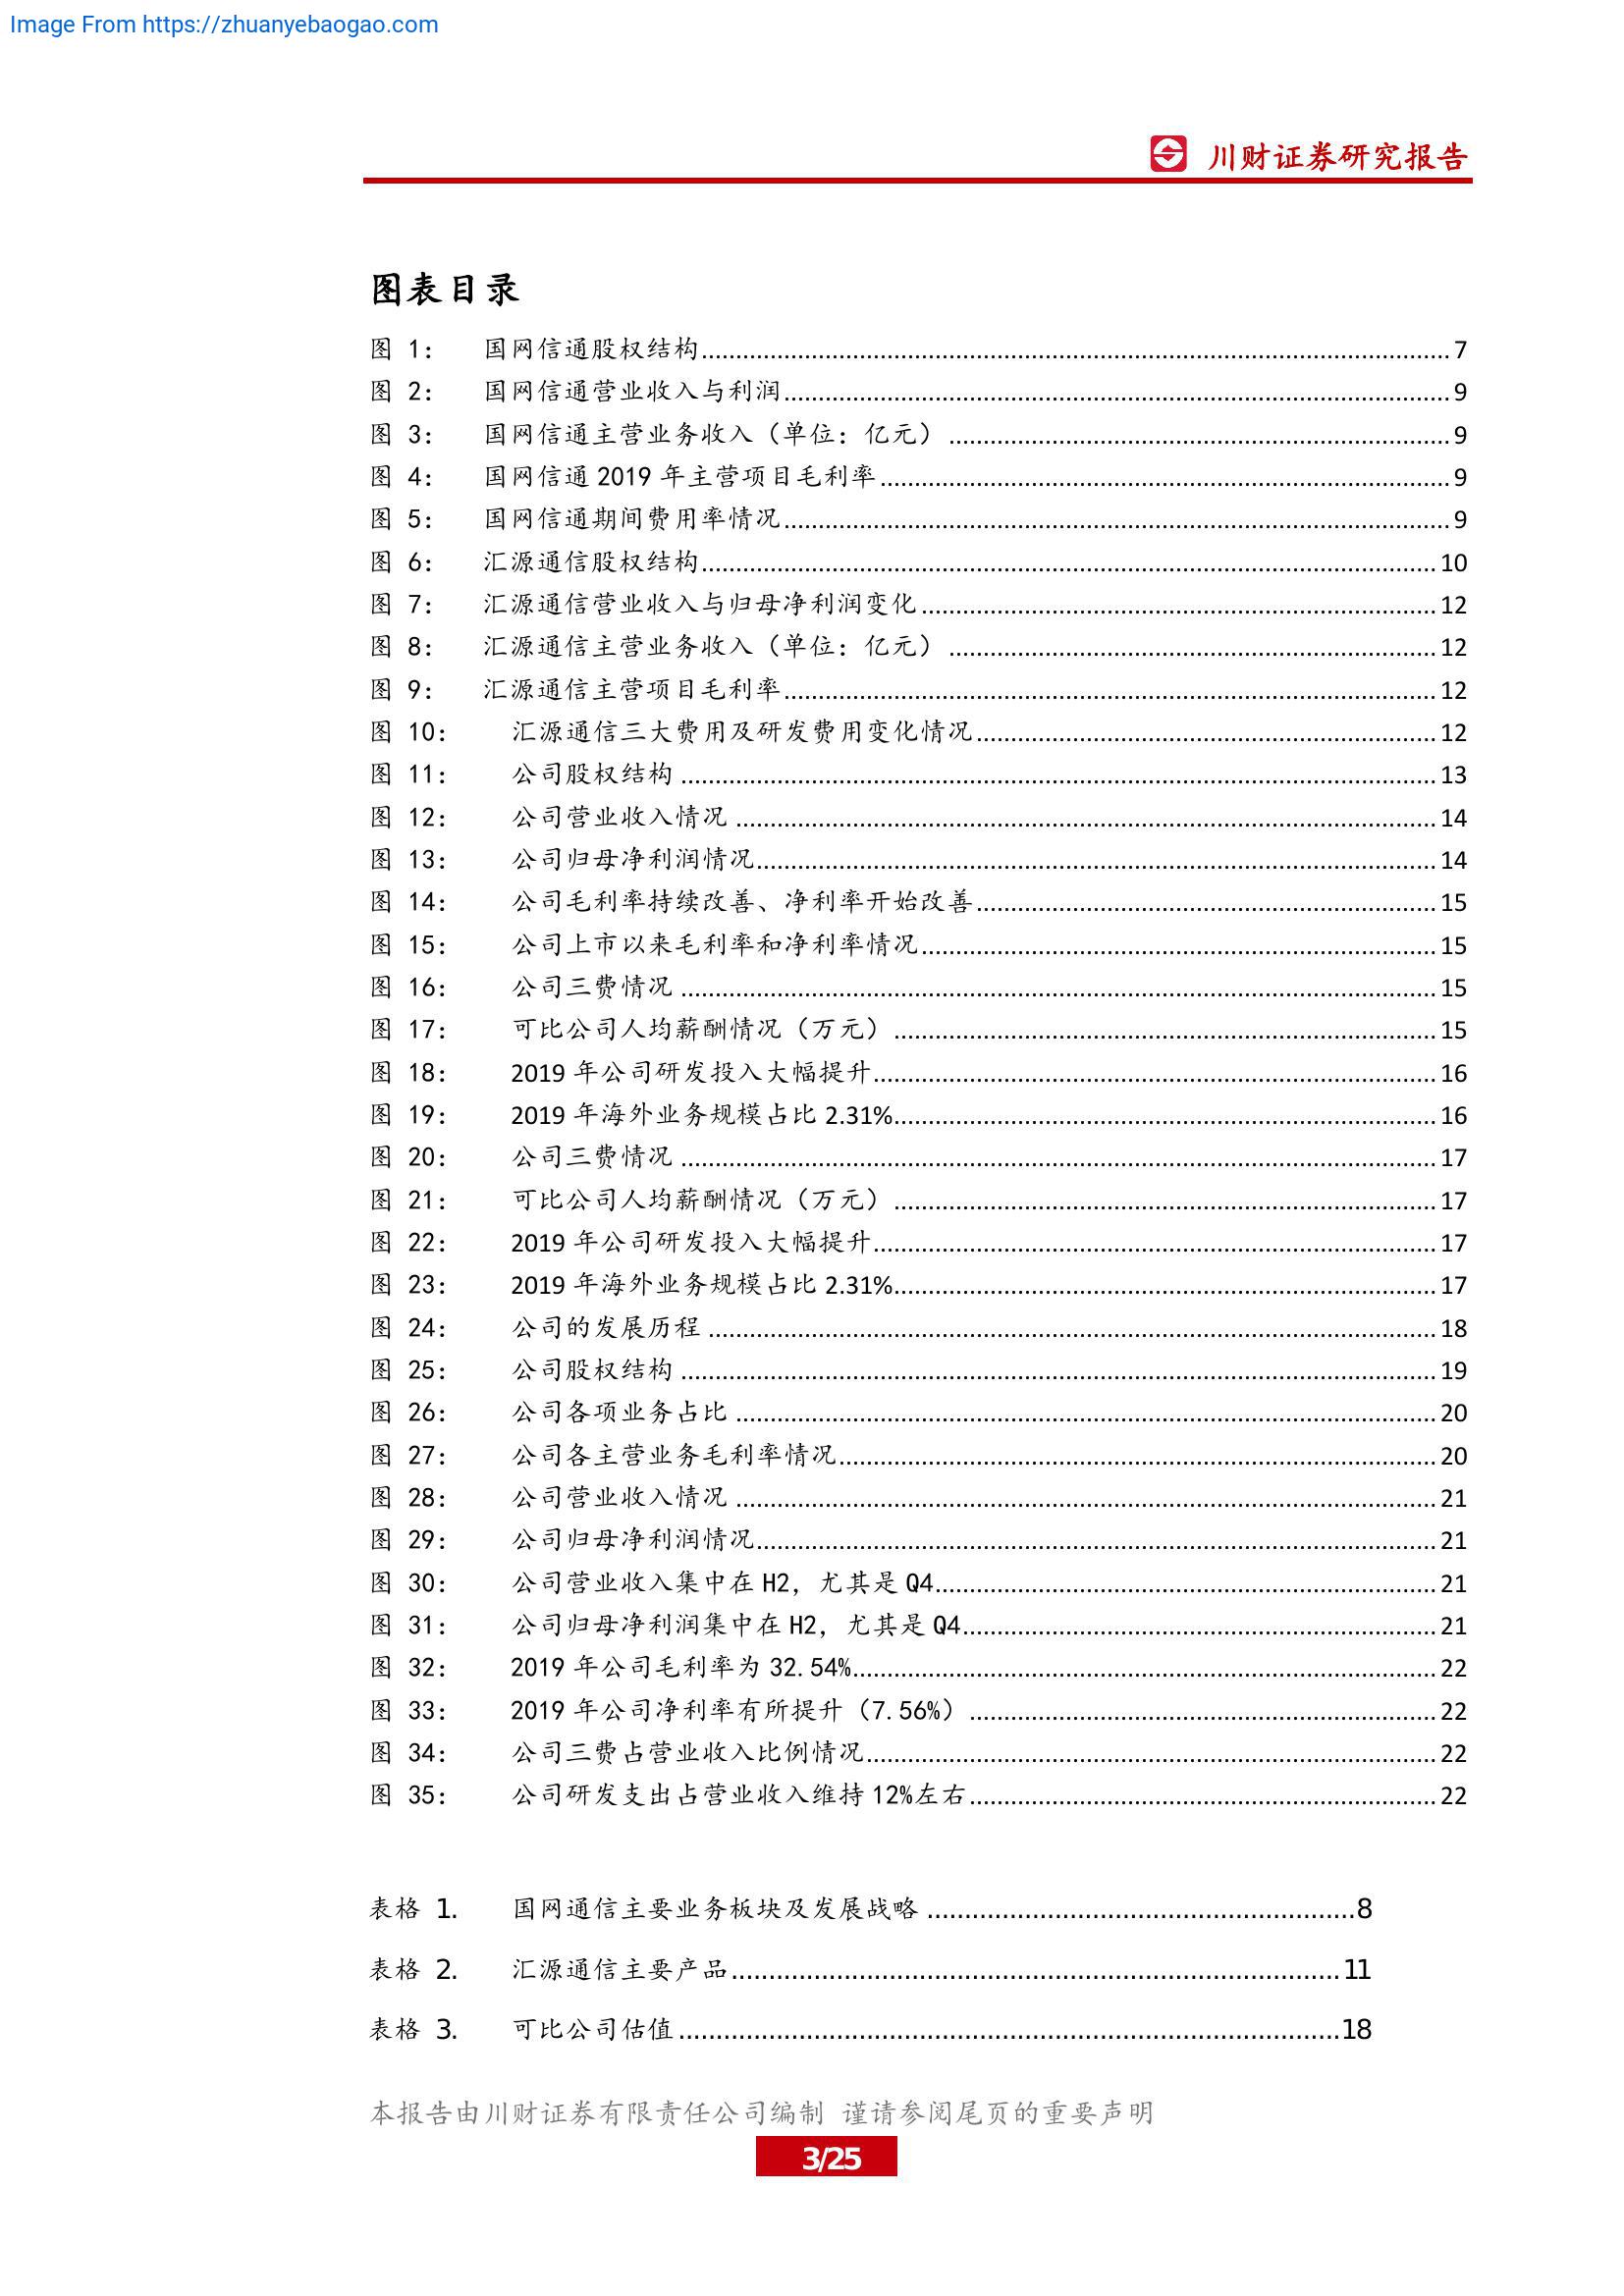 Image From https://zhuanyebaogao.com
川财证券研究报告
图表目录
图 1： 国网信通股权结构 7
图 2： 国网信通营业收入与利润 9
图 3： 国网信通主营业务收入（单位：亿元） 9
图 4： 国网信通 2019 年主营项目毛利率 9
图 5： 国网信通期间费用率情况 9
图 6： 汇源通信股权结构 10
图 7： 汇源通信营业收入与归母净利润变化 12
图 8： 汇源通信主营业务收入（单位：亿元） 12
图 9： 汇源通信主营项目毛利率 12
图 10： 汇源通信三大费用及研发费用变化情况 12
图 11： 公司股权结构 13
图 12： 公司营业收入情况 14
图 13： 公司归母净利润情况 14
图 14： 公司毛利率持续改善、净利率开始改善 15
图 15： 公司上市以来毛利率和净利率情况 15
图 16： 公司三费情况 15
图 17： 可比公司人均薪酬情况（万元） 15
图 18： 2019 年公司研发投入大幅提升 16
图 19： 2019 年海外业务规模占比 2.31% 16
图 20： 公司三费情况 17
图 21： 可比公司人均薪酬情况（万元） 17
图 22： 2019 年公司研发投入大幅提升 17
图 23： 2019 年海外业务规模占比 2.31% 17
图 24： 公司的发展历程 18
图 25： 公司股权结构 19
图 26： 公司各项业务占比 20
图 27： 公司各主营业务毛利率情况 20
图 28： 公司营业收入情况 21
图 29： 公司归母净利润情况 21
图 30： 公司营业收入集中在 H2，尤其是 Q4 21
图 31： 公司归母净利润集中在 H2，尤其是 Q4 21
图 32： 2019 年公司毛利率为 32.54% 22
图 33： 2019 年公司净利率有所提升（7.56%） 22
图 34： 公司三费占营业收入比例情况 22
图 35： 公司研发支出占营业收入维持 12%左右 22
表格 1. 国网通信主要业务板块及发展战略 8
表格 2. 汇源通信主要产品 11
表格 3. 可比公司估值 18
本报告由川财证券有限责任公司编制 谨请参阅尾页的重要声明
3/25